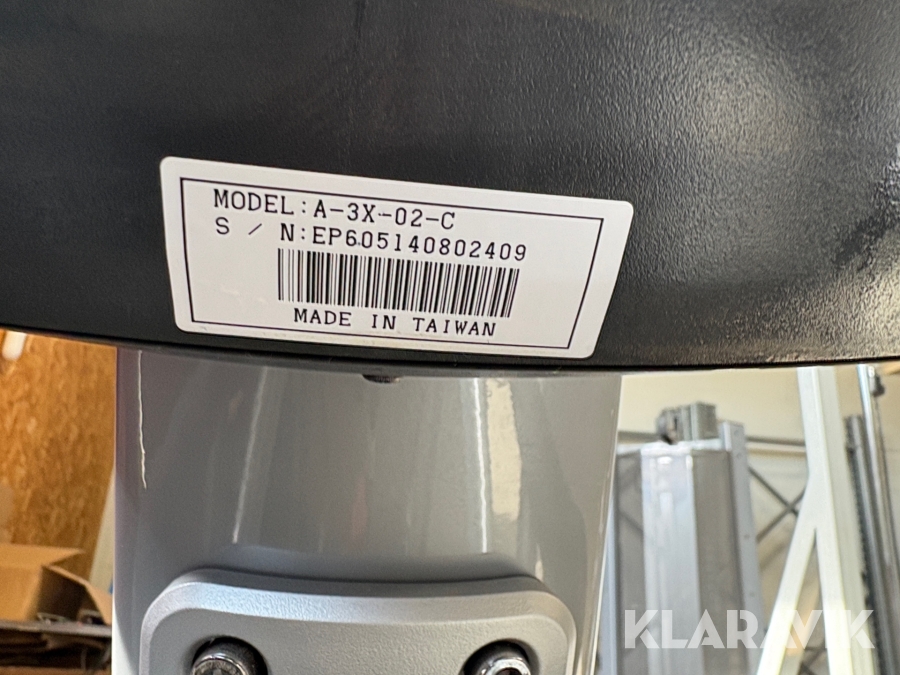 MODEL:A-3X-02-C
S / N:EP605140802409
MADE IN TAIWAN
KLARAVIK